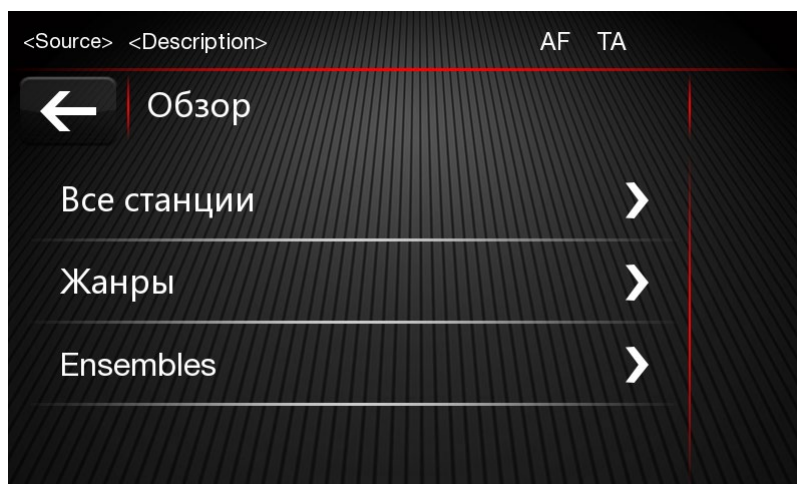 <Source> <Description> AF TA
Обзор
Все станции
Жанры
Ensembles